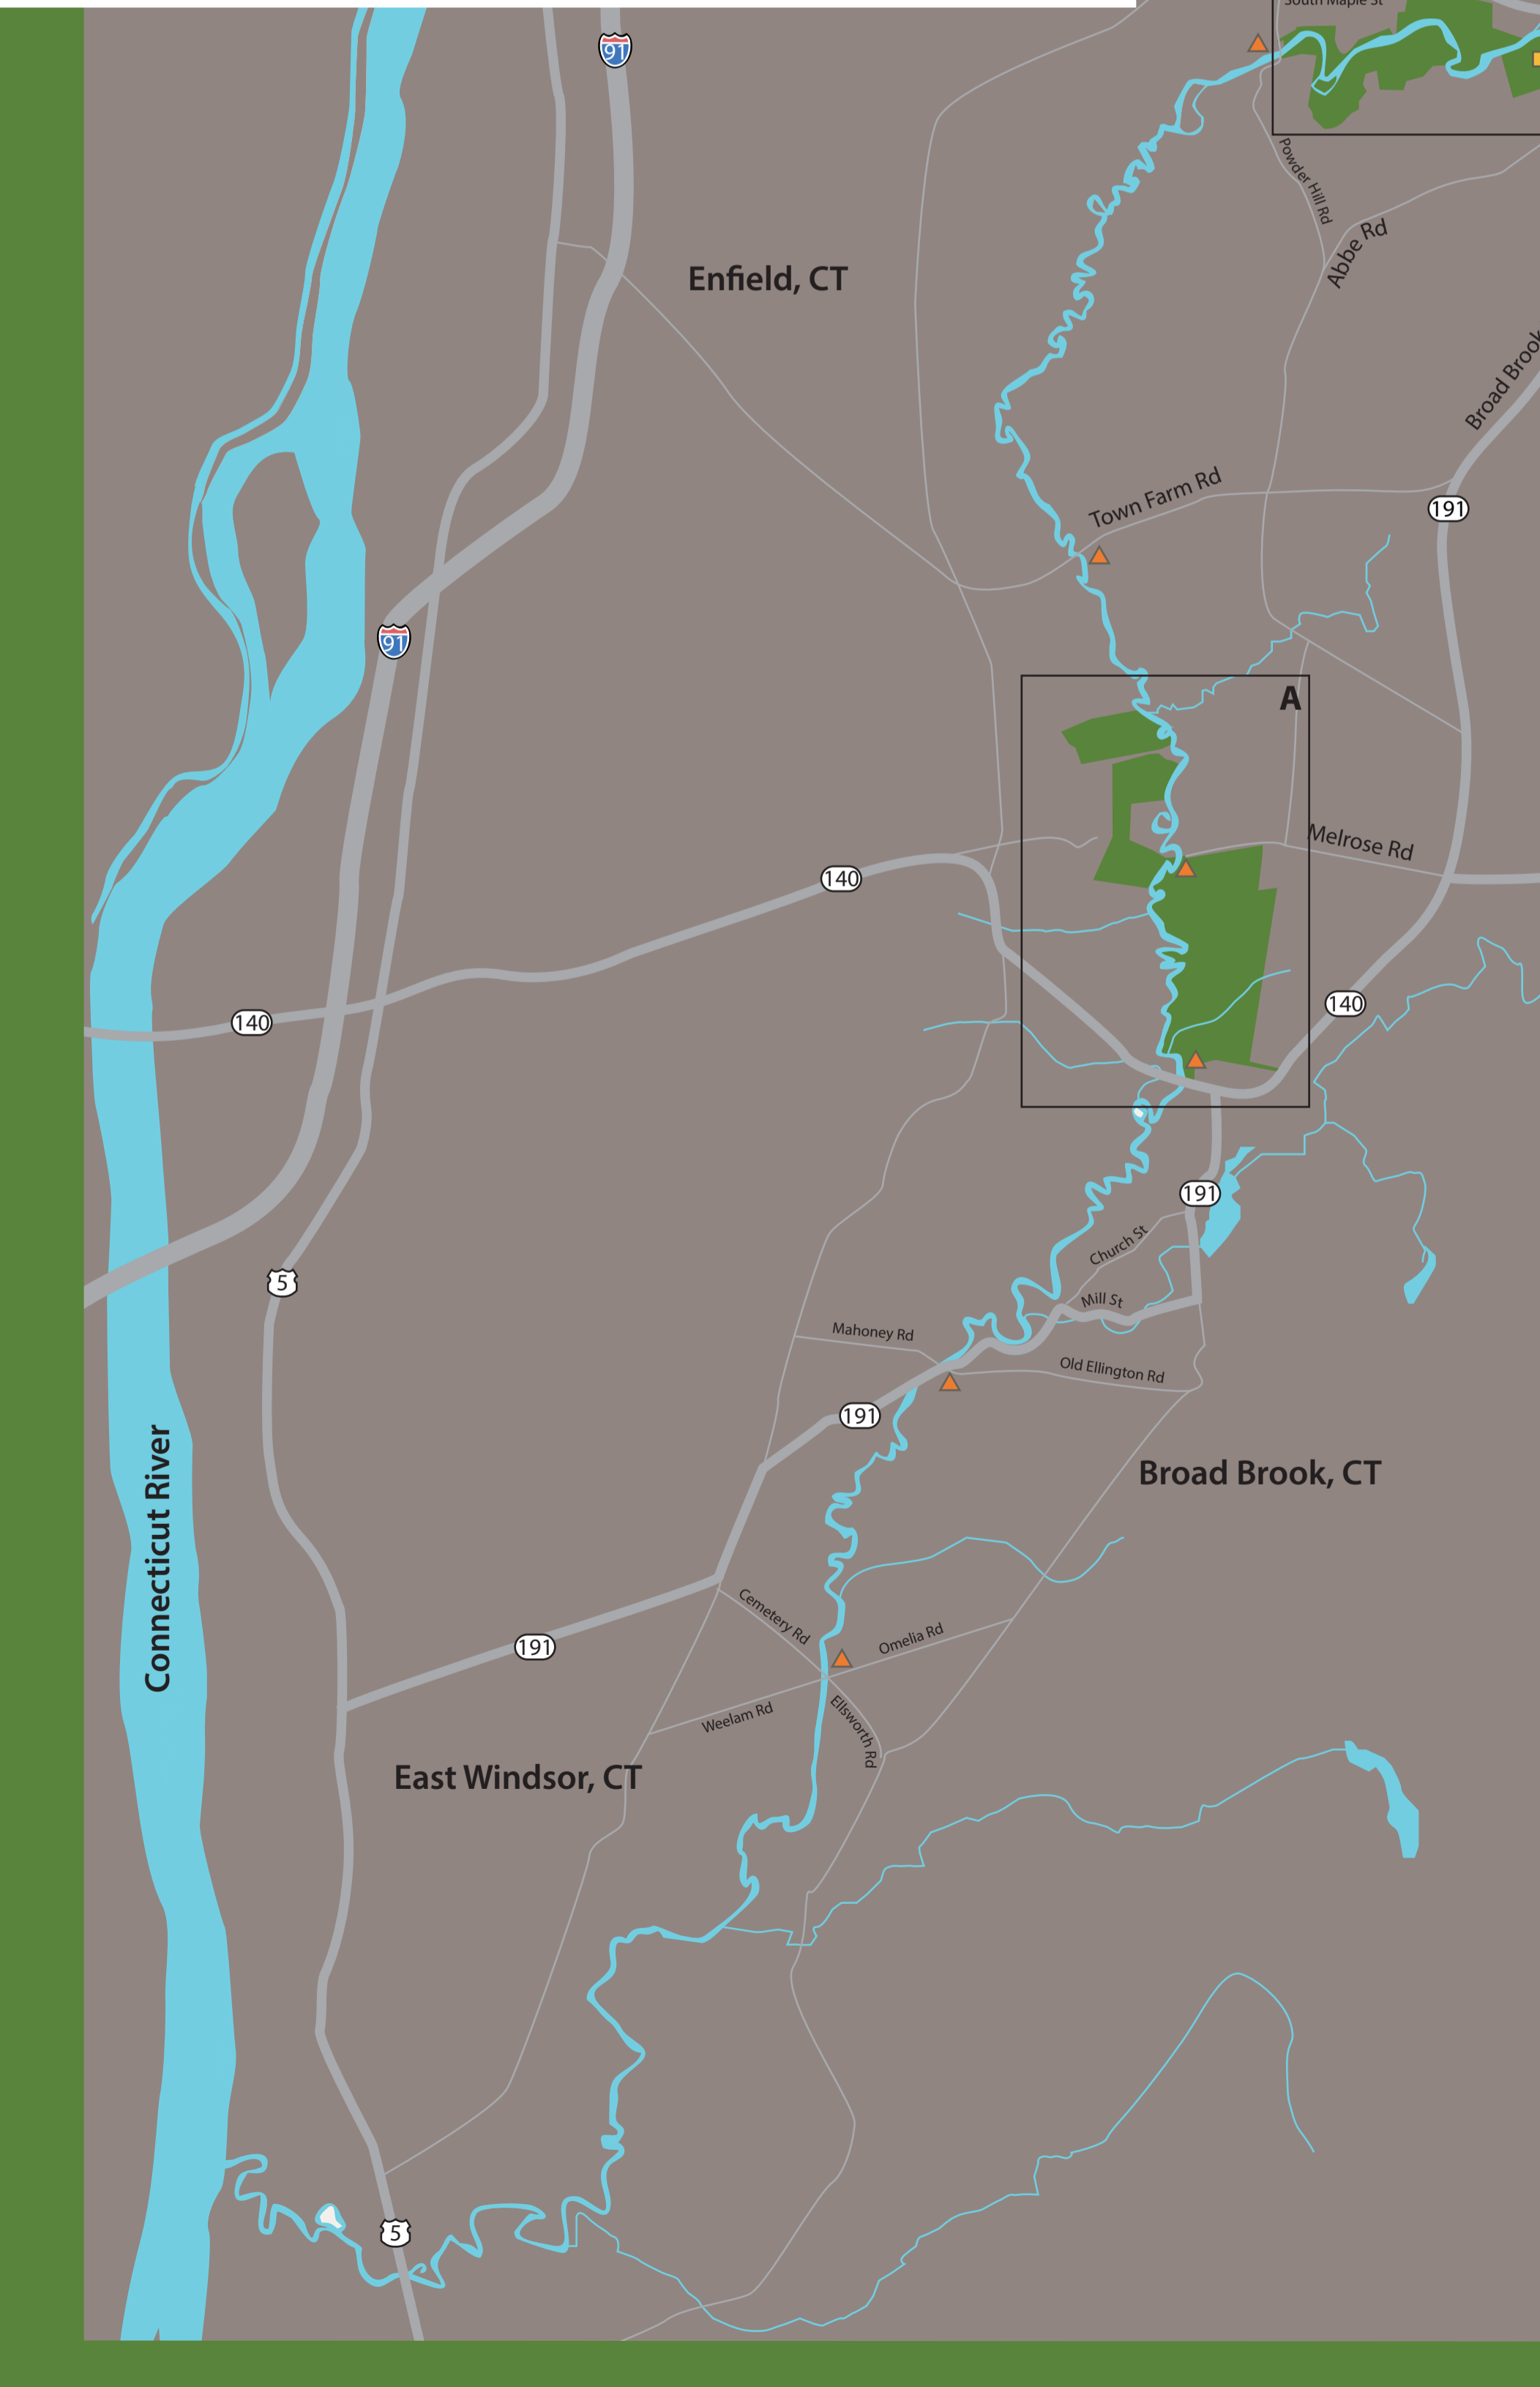 South Maple St
91
Powder Hill Rd
Abbe Rd
Enfield, CT
Broad Brook
Town Farm Rd
191
91
A
Melrose Rd
140
140
140
191
Church St
5
Mill St
Mahoney Rd
Old Ellington Rd
191
Broad Brook, CT
Connecticut River
Cemetery Rd
Omelia Rd
191
Weelam Rd
Ellsworth Rd
East Windsor, CT
5